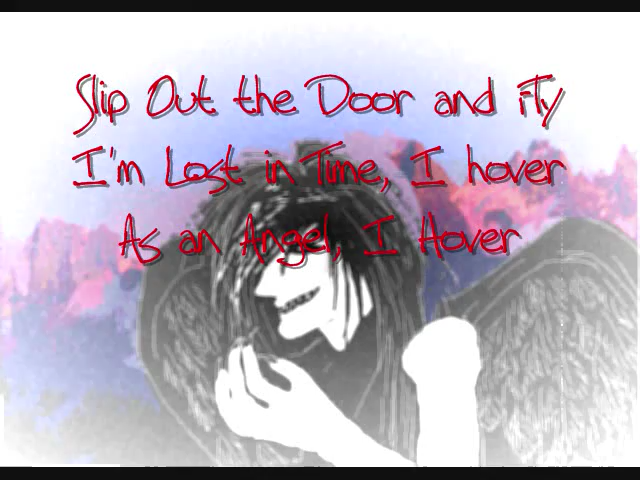 Slip Out the Door and fly
I'm Lost in Time, I hover
As an Angel, I Hover